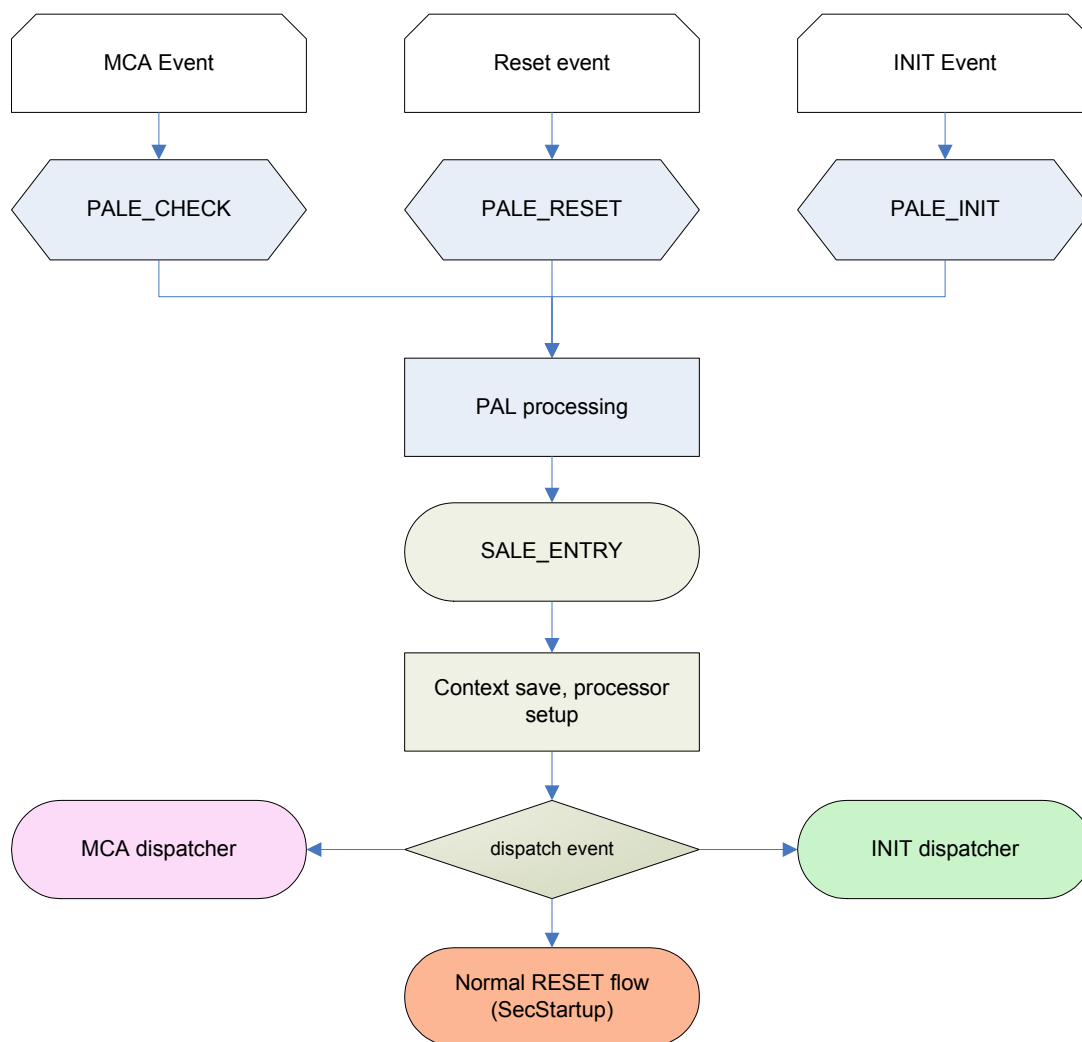 MCA Event
Reset event
INIT Event
PALE_CHECK
PALE_RESET
PALE_INIT
PAL processing
SALE_ENTRY
Context save, processor
setup
MCA dispatcher
dispatch event
INIT dispatcher
Normal RESET flow
(SecStartup)